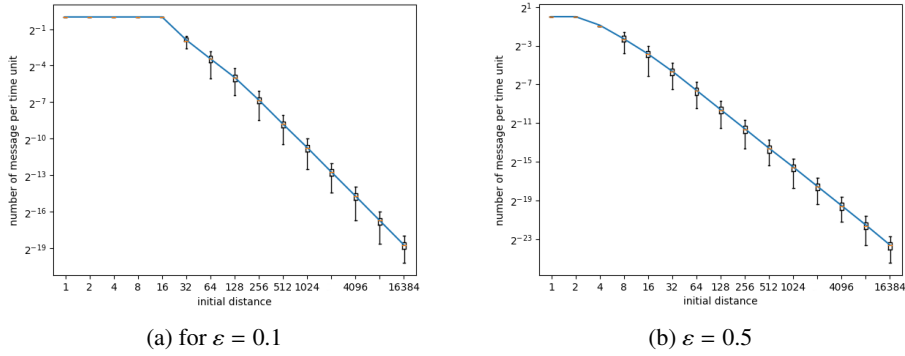 2^{-1}
2^{-4}
2^{-7}
2^{-10}
2^{-13}
2^{-16}
2^{-19}
number of message per time unit
1 2 4 8 16 32 64 128 256 512 1024 4096 16384
initial distance
(a) for ε = 0.1
2^{1}
2^{-3}
2^{-7}
2^{-11}
2^{-15}
2^{-19}
2^{-23}
number of message per time unit
1 2 4 8 16 32 64 128 256 512 1024 4096 16384
initial distance
(b) ε = 0.5